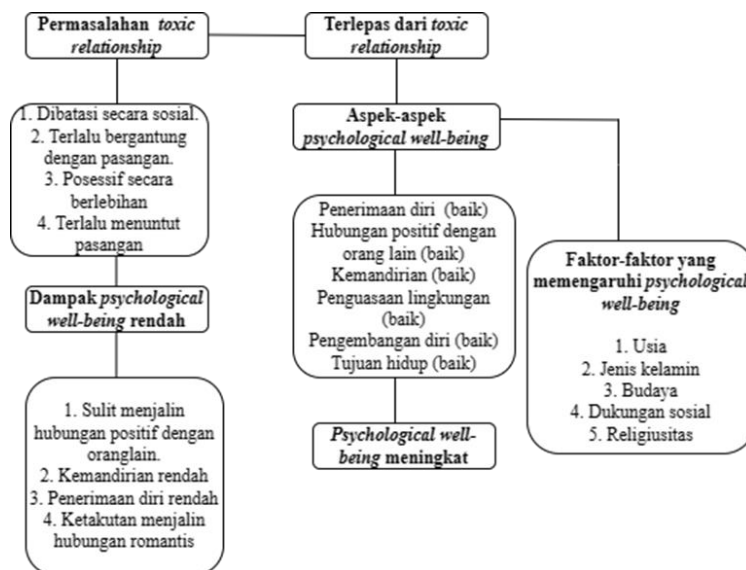 Permasalahan toxic
relationship
Terlepas dari toxic
relationship
1. Dibatasi secara sosial.
2. Terlalu bergantung
dengan pasangan.
3. Posessif secara
berlebihan
4. Terlalu menuntut
pasangan
Dampak psychological
well-being rendah
1. Sulit menjalin
hubungan positif dengan
oranglain.
2. Kemandirian rendah
3. Penerimaan diri rendah
4. Ketakutan menjalin
hubungan romantis
Aspek-aspek
psychological well-being
Penerimaan diri (baik)
Hubungan positif dengan
orang lain (baik)
Kemandirian (baik)
Penguasaan lingkungan
(baik)
Pengembangan diri (baik)
Tujuan hidup (baik)
Psychological well-
being meningkat
Faktor-faktor yang
memengaruhi psychological
well-being
1. Usia
2. Jenis kelamin
3. Budaya
4. Dukungan sosial
5. Religiusitas